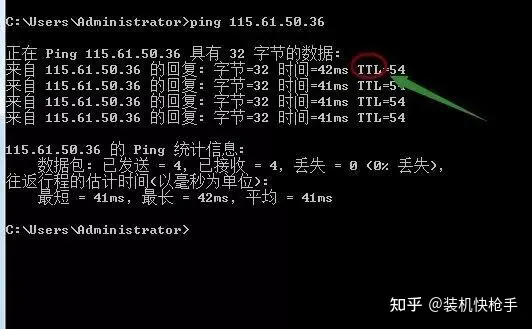 C:\Users\Administrator>ping 115.61.50.36
正在 Ping 115.61.50.36 具有 32 字节的数据:
来自 115.61.50.36 的回复: 字节=32 时间=42ms TTL=54
来自 115.61.50.36 的回复: 字节=32 时间=41ms TTL=54
来自 115.61.50.36 的回复: 字节=32 时间=41ms TTL=54
来自 115.61.50.36 的回复: 字节=32 时间=41ms TTL=54
115.61.50.36 的 Ping 统计信息:
数据包: 已发送 = 4, 已接收 = 4, 丢失 = 0 (0% 丢失),
往返行程的估计时间(以毫秒为单位):
最短 = 41ms, 最长 = 42ms, 平均 = 41ms
C:\Users\Administrator>
知乎 @装机快枪手